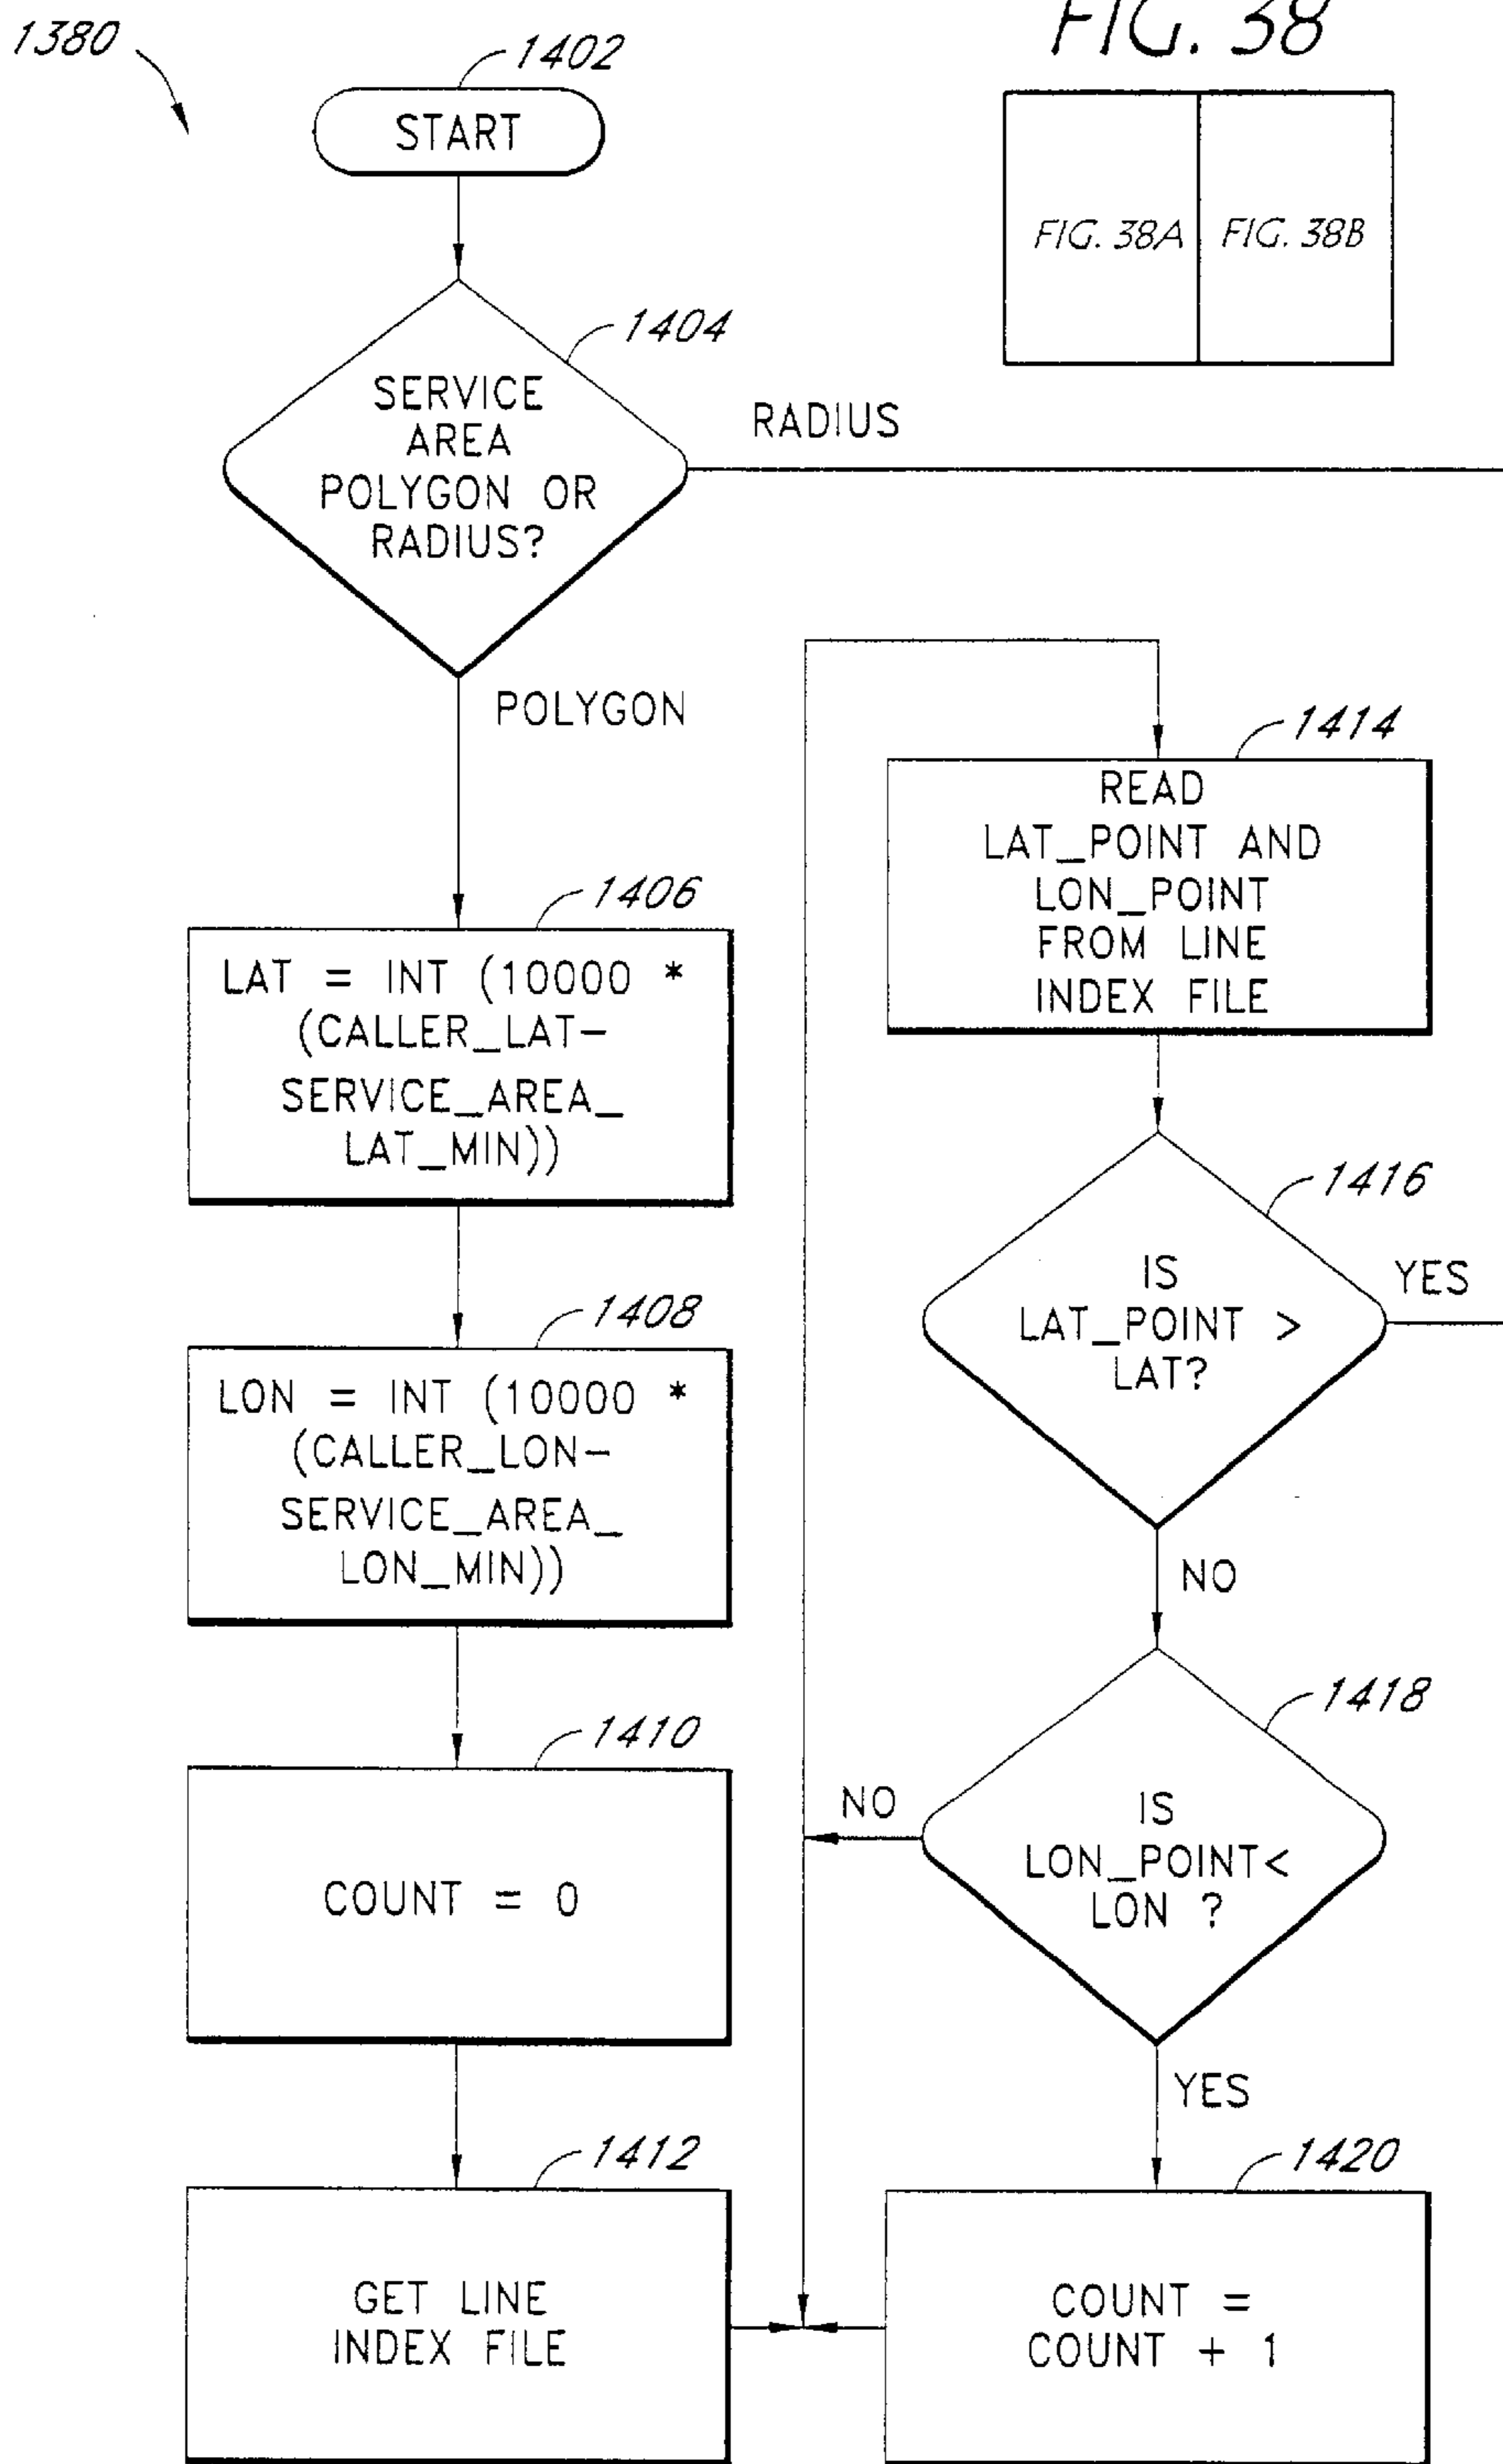 1380
1402
FIG. 38
START
FIG. 38A
FIG. 38B
1404
SERVICE
AREA
POLYGON OR
RADIUS?
RADIUS
POLYGON
1406
LAT = INT (10000 *
(CALLER_LAT-
SERVICE_AREA_
LAT_MIN))
1408
LON = INT (10000 *
(CALLER_LON-
SERVICE_AREA_
LON_MIN))
1410
COUNT = 0
1412
GET LINE
INDEX FILE
1414
READ
LAT_POINT AND
LON_POINT
FROM LINE
INDEX FILE
1416
IS
LAT_POINT >
LAT?
YES
NO
1418
IS
LON_POINT<
LON ?
NO
YES
1420
COUNT =
COUNT + 1